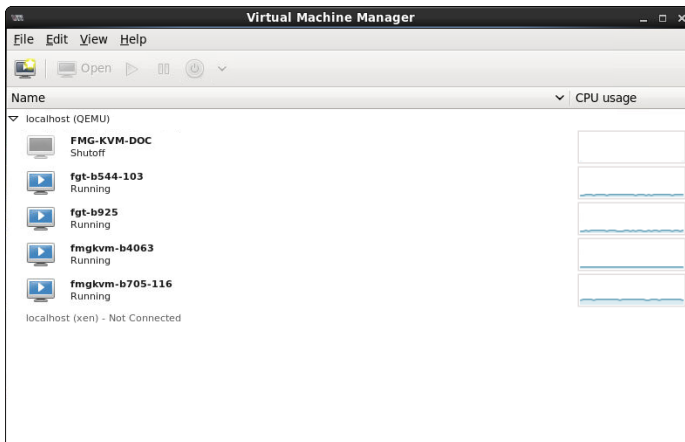 Virtual Machine Manager
File Edit View Help
Open
Name CPU usage
localhost (QEMU)
FMG-KVM-DOC
Shutoff
fgt-b544-103
Running
fgt-b925
Running
fmgkvm-b4063
Running
fmgkvm-b705-116
Running
localhost (xen) - Not Connected